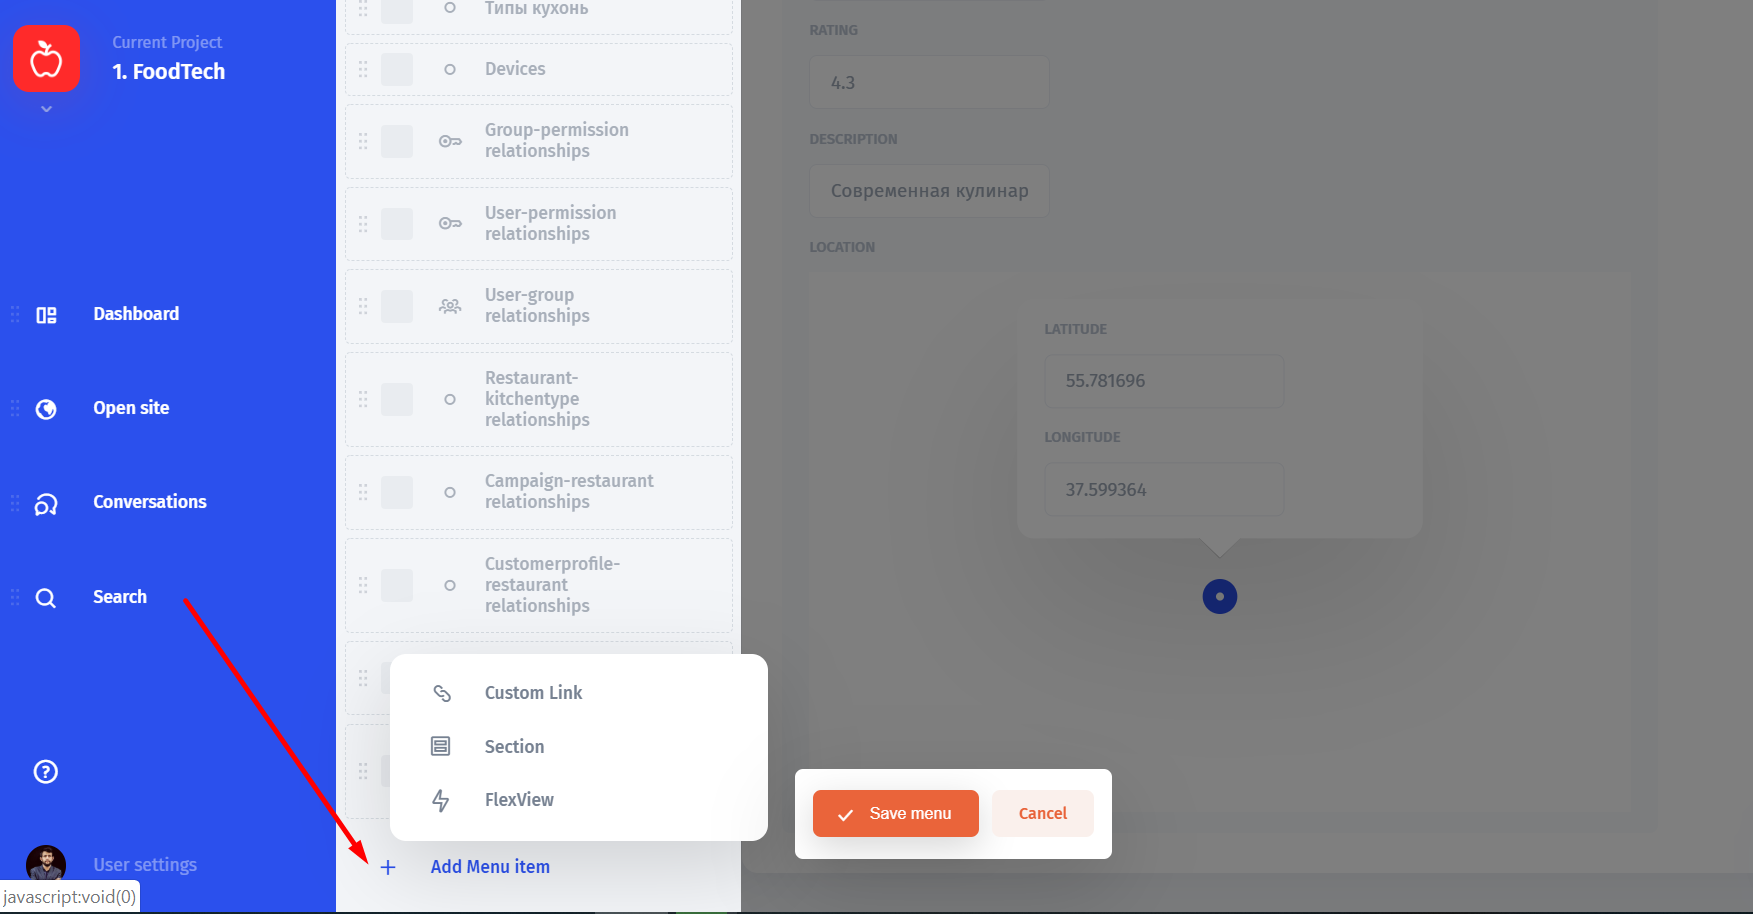 Current Project
1. FoodTech
Dashboard
Open site
Conversations
Search
?
User settings
javascript:void(0)
Типы кухонь
Devices
Group-permission
relationships
User-permission
relationships
User-group
relationships
Restaurant-
kitchentype
relationships
Campaign-restaurant
relationships
Customerprofile-
restaurant
relationships
Custom Link
Section
FlexView
+ Add Menu item
RATING
4.3
DESCRIPTION
Современная кулинар
LOCATION
LATITUDE
55.781696
LONGITUDE
37.599364
Save menu
Cancel